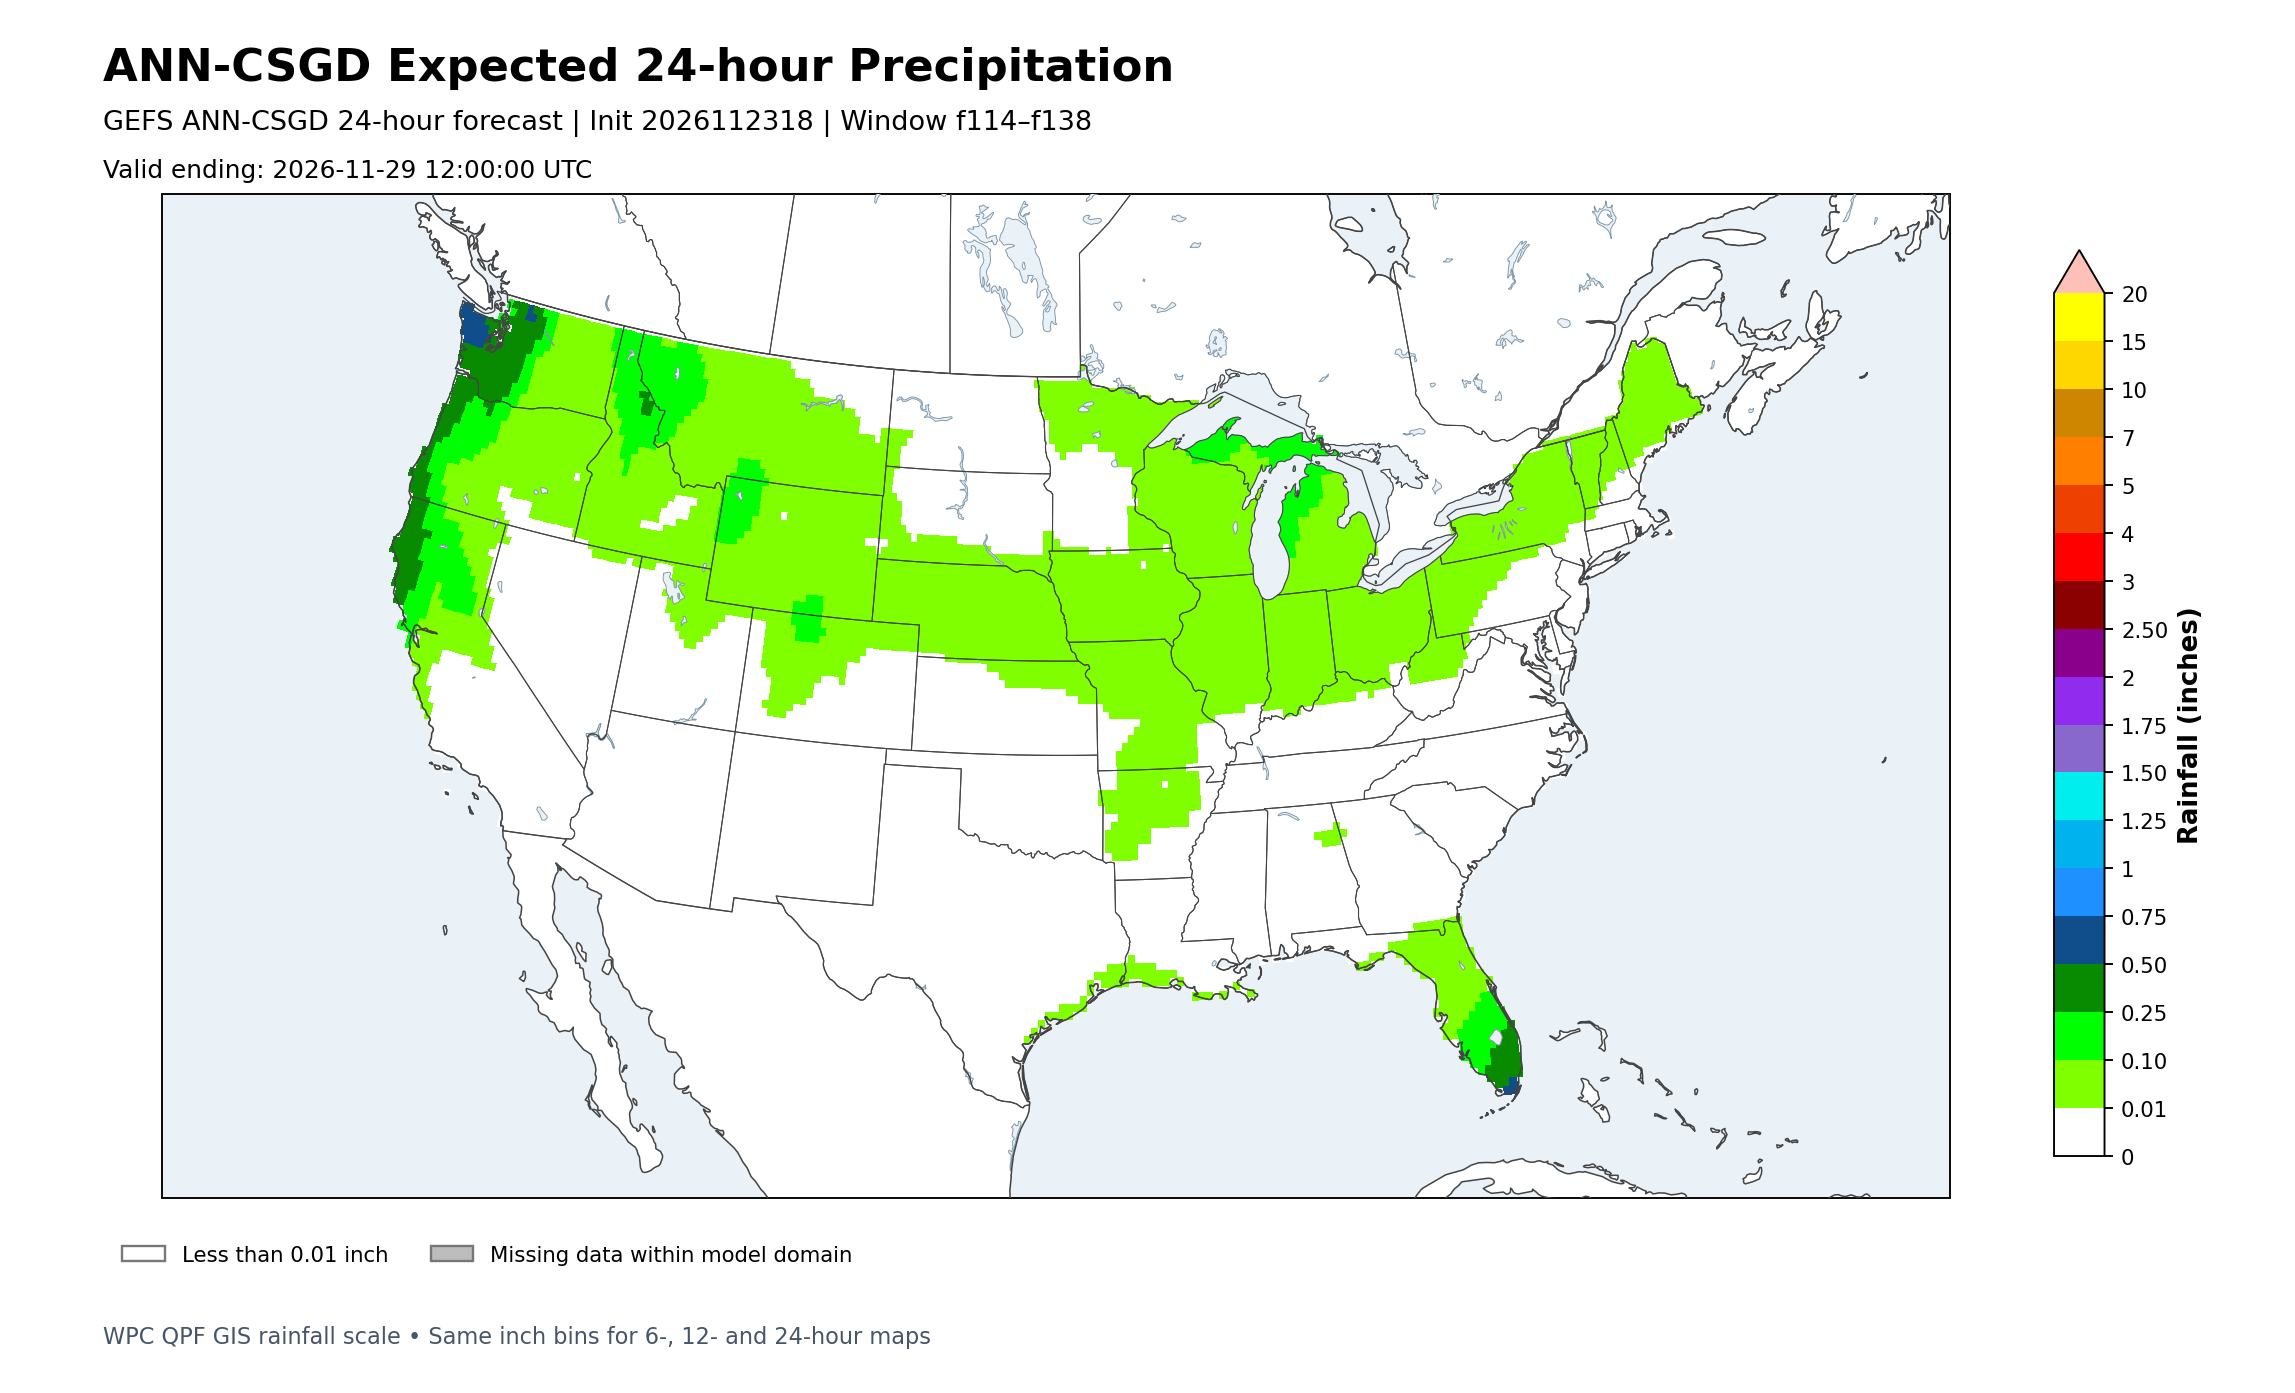 ANN-CSGD Expected 24-hour Precipitation
GEFS ANN-CSGD 24-hour forecast | Init 2026112318 | Window f114–f138
Valid ending: 2026-11-29 12:00:00 UTC
20
15
10
7
5
4
3
2.50
2
1.75
1.50
1.25
1
0.75
0.50
0.25
0.10
0.01
0
Rainfall (inches)
Less than 0.01 inch
Missing data within model domain
WPC QPF GIS rainfall scale • Same inch bins for 6-, 12- and 24-hour maps